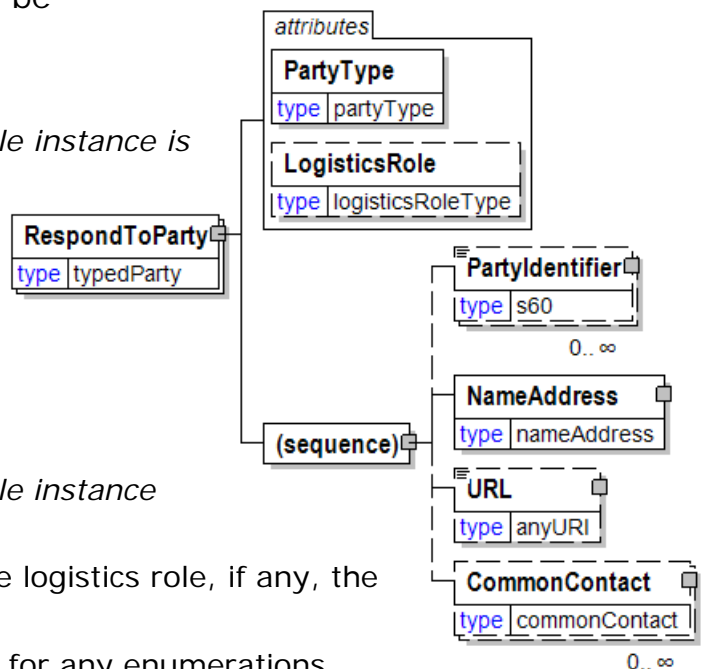 be
attributes
PartyType
type partyType
le instance is
LogisticsRole
type logisticsRoleType
RespondToParty
type typedParty
PartyIdentifier
type s60
0.. ∞
NameAddress
type nameAddress
(sequence)
URL
type anyURI
le instance
e logistics role, if any, the
CommonContact
type commonContact
for any enumerations
0.. ∞